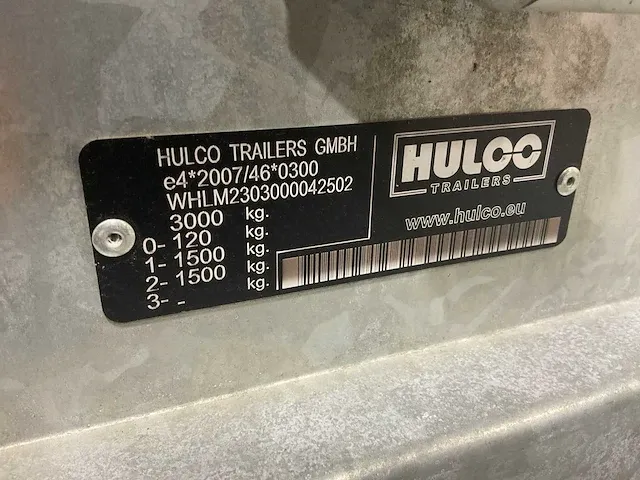 HULCO TRAILERS GMBH
e4*2007/46*0300
WHLM2303000042502
3000 kg.
0- 120 kg.
1- 1500 kg.
2- 1500 kg.
3- - kg.
HULCO
TRAILERS
www.hulco.eu